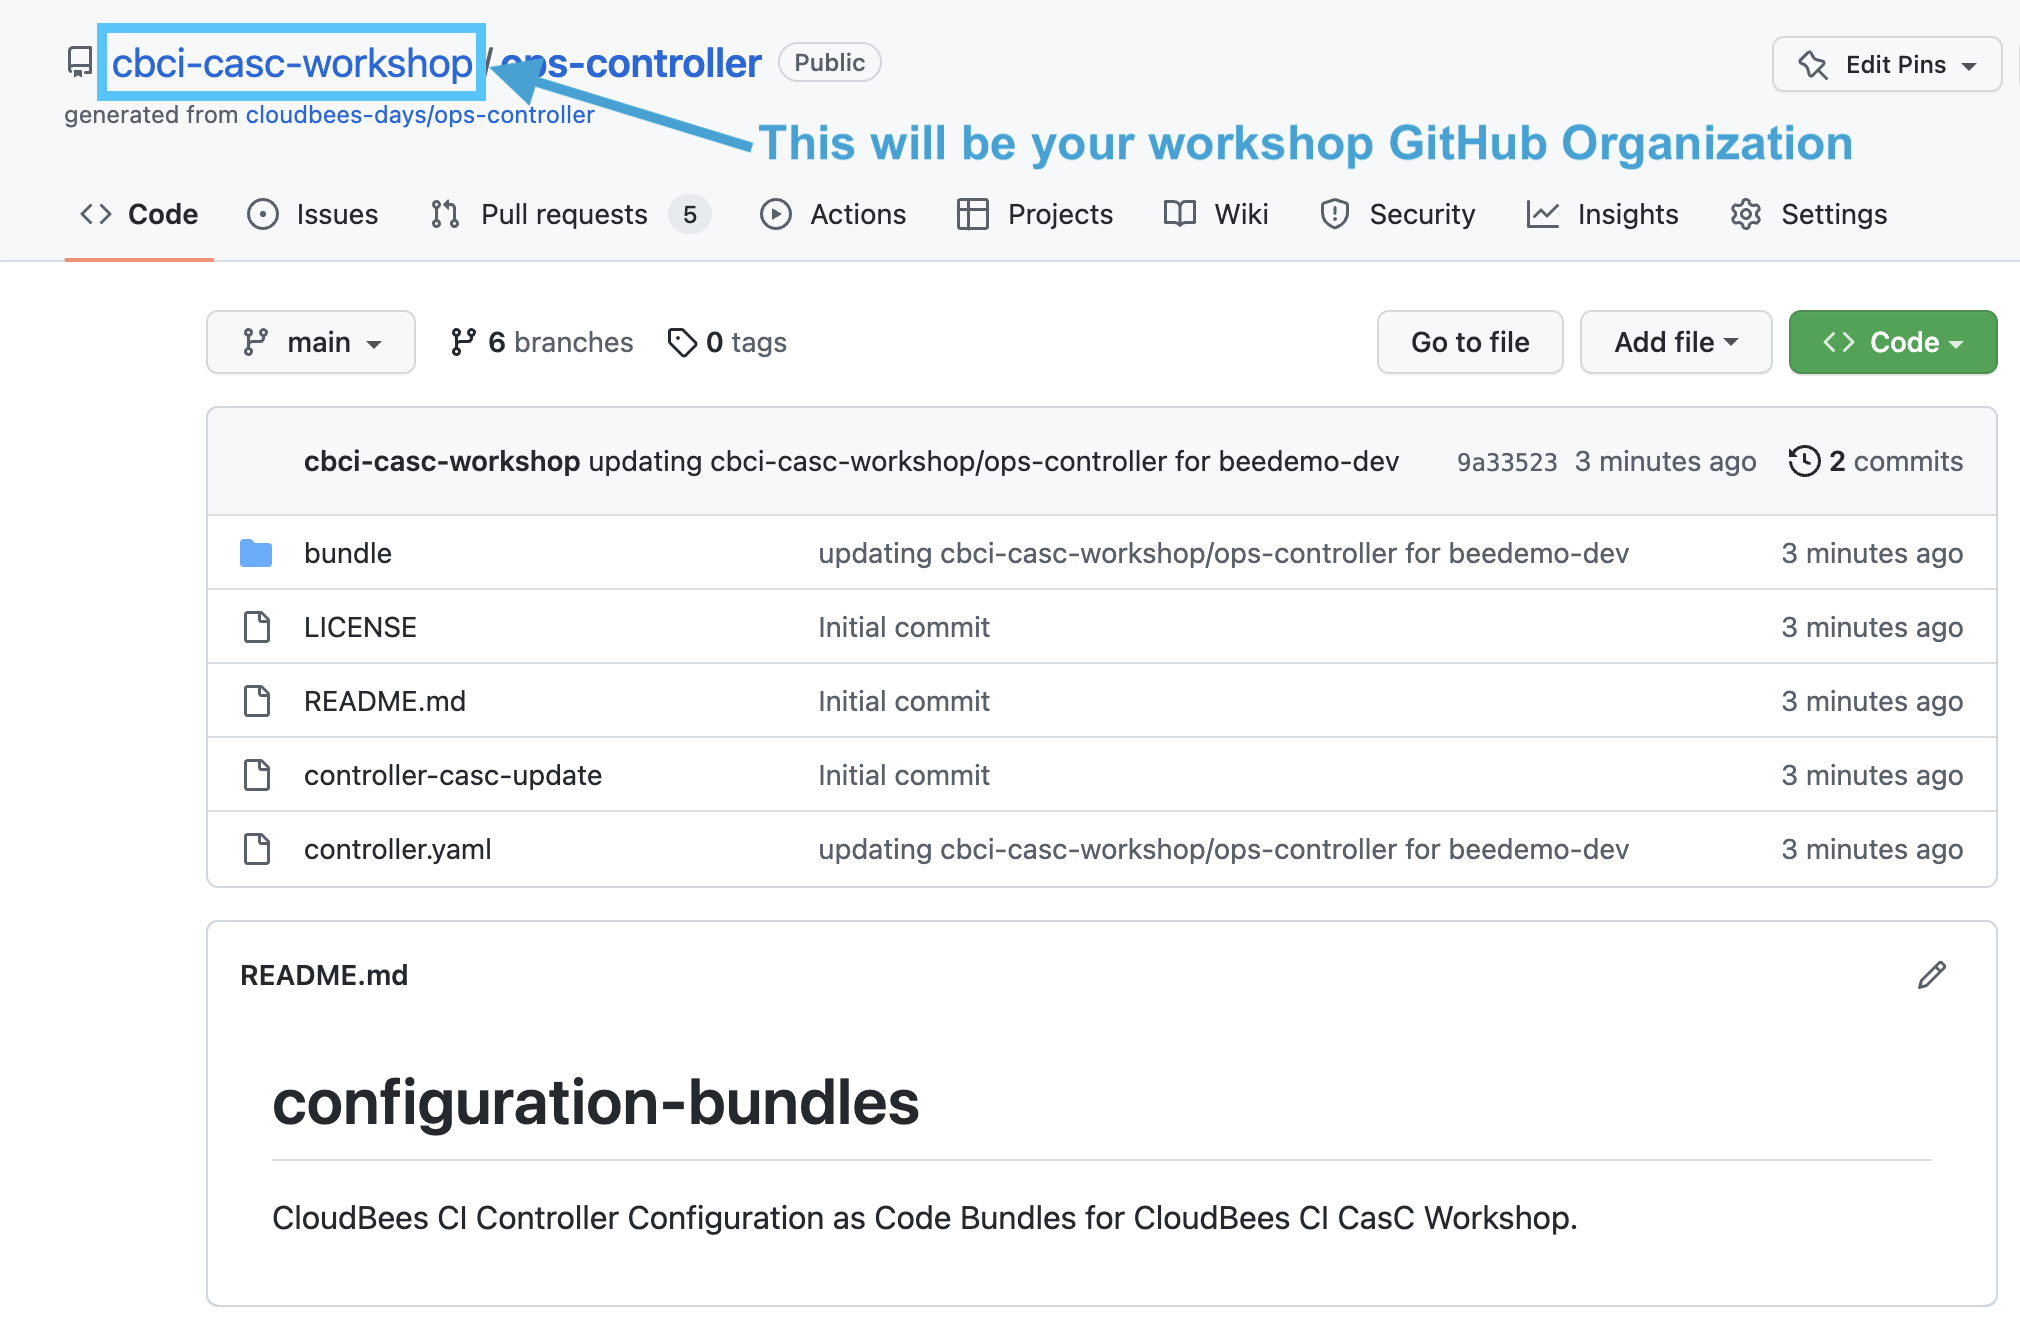 cbci-casc-workshop / ops-controller Public Edit Pins
generated from cloudbees-days/ops-controller
This will be your workshop GitHub Organization
Code Issues Pull requests 5 Actions Projects Wiki Security Insights Settings
main 6 branches 0 tags Go to file Add file Code
cbci-casc-workshop updating cbci-casc-workshop/ops-controller for beedemo-dev 9a33523 3 minutes ago 2 commits
bundle updating cbci-casc-workshop/ops-controller for beedemo-dev 3 minutes ago
LICENSE Initial commit 3 minutes ago
README.md Initial commit 3 minutes ago
controller-casc-update Initial commit 3 minutes ago
controller.yaml updating cbci-casc-workshop/ops-controller for beedemo-dev 3 minutes ago
README.md
configuration-bundles
CloudBees CI Controller Configuration as Code Bundles for CloudBees CI CasC Workshop.